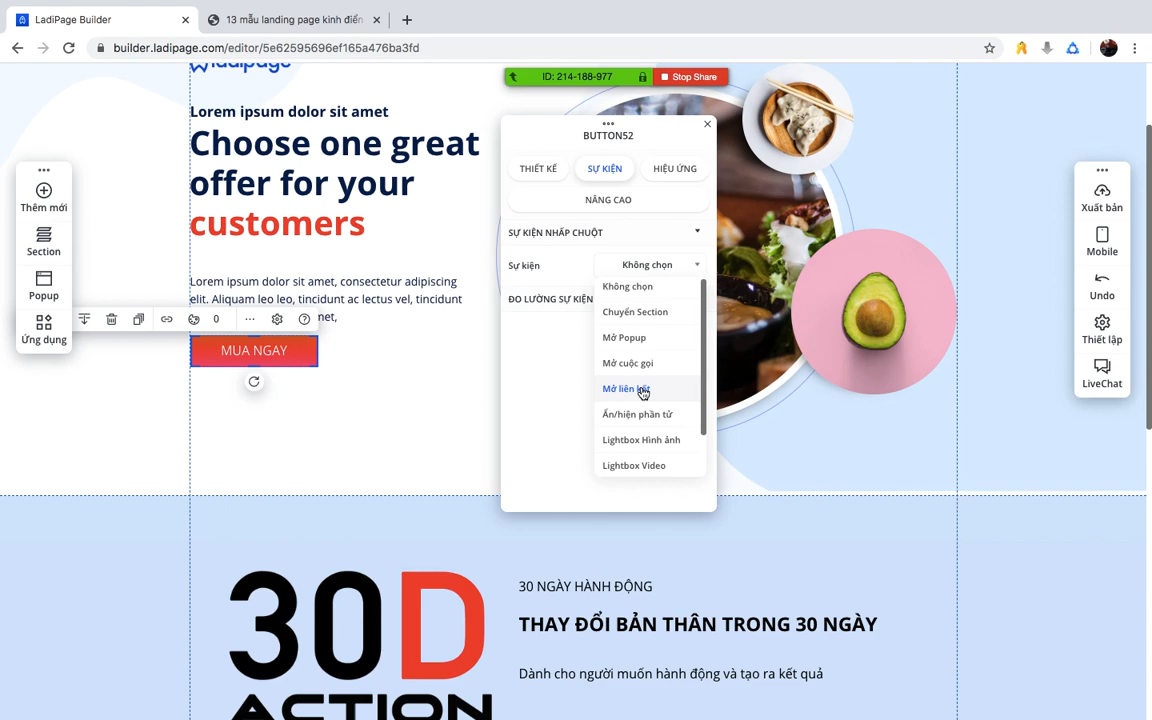 LadiPage Builder
13 mẫu landing page kinh điển
builder.ladipage.com/editor/5e62595696ef165a476ba3fd
ladipage
ID: 214-188-977
Stop Share
Lorem ipsum dolor sit amet
Choose one great
offer for your
customers
Lorem ipsum dolor sit amet, consectetur adipiscing
elit. Aliquam leo leo, tincidunt ac lectus vel, tincidunt
met,
0
MUA NGAY
Thêm mới
Section
Popup
Ứng dụng
BUTTON52
THIẾT KẾ
SỰ KIỆN
HIỆU ỨNG
NÂNG CAO
SỰ KIỆN NHẤP CHUỘT
Sự kiện
Không chọn
ĐO LƯỜNG SỰ KIỆN
Không chọn
Chuyển Section
Mở Popup
Mở cuộc gọi
Mở liên kết
Ẩn/hiện phần tử
Lightbox Hình ảnh
Lightbox Video
Xuất bản
Mobile
Undo
Thiết lập
LiveChat
30D
ACTION
30 NGÀY HÀNH ĐỘNG
THAY ĐỔI BẢN THÂN TRONG 30 NGÀY
Dành cho người muốn hành động và tạo ra kết quả